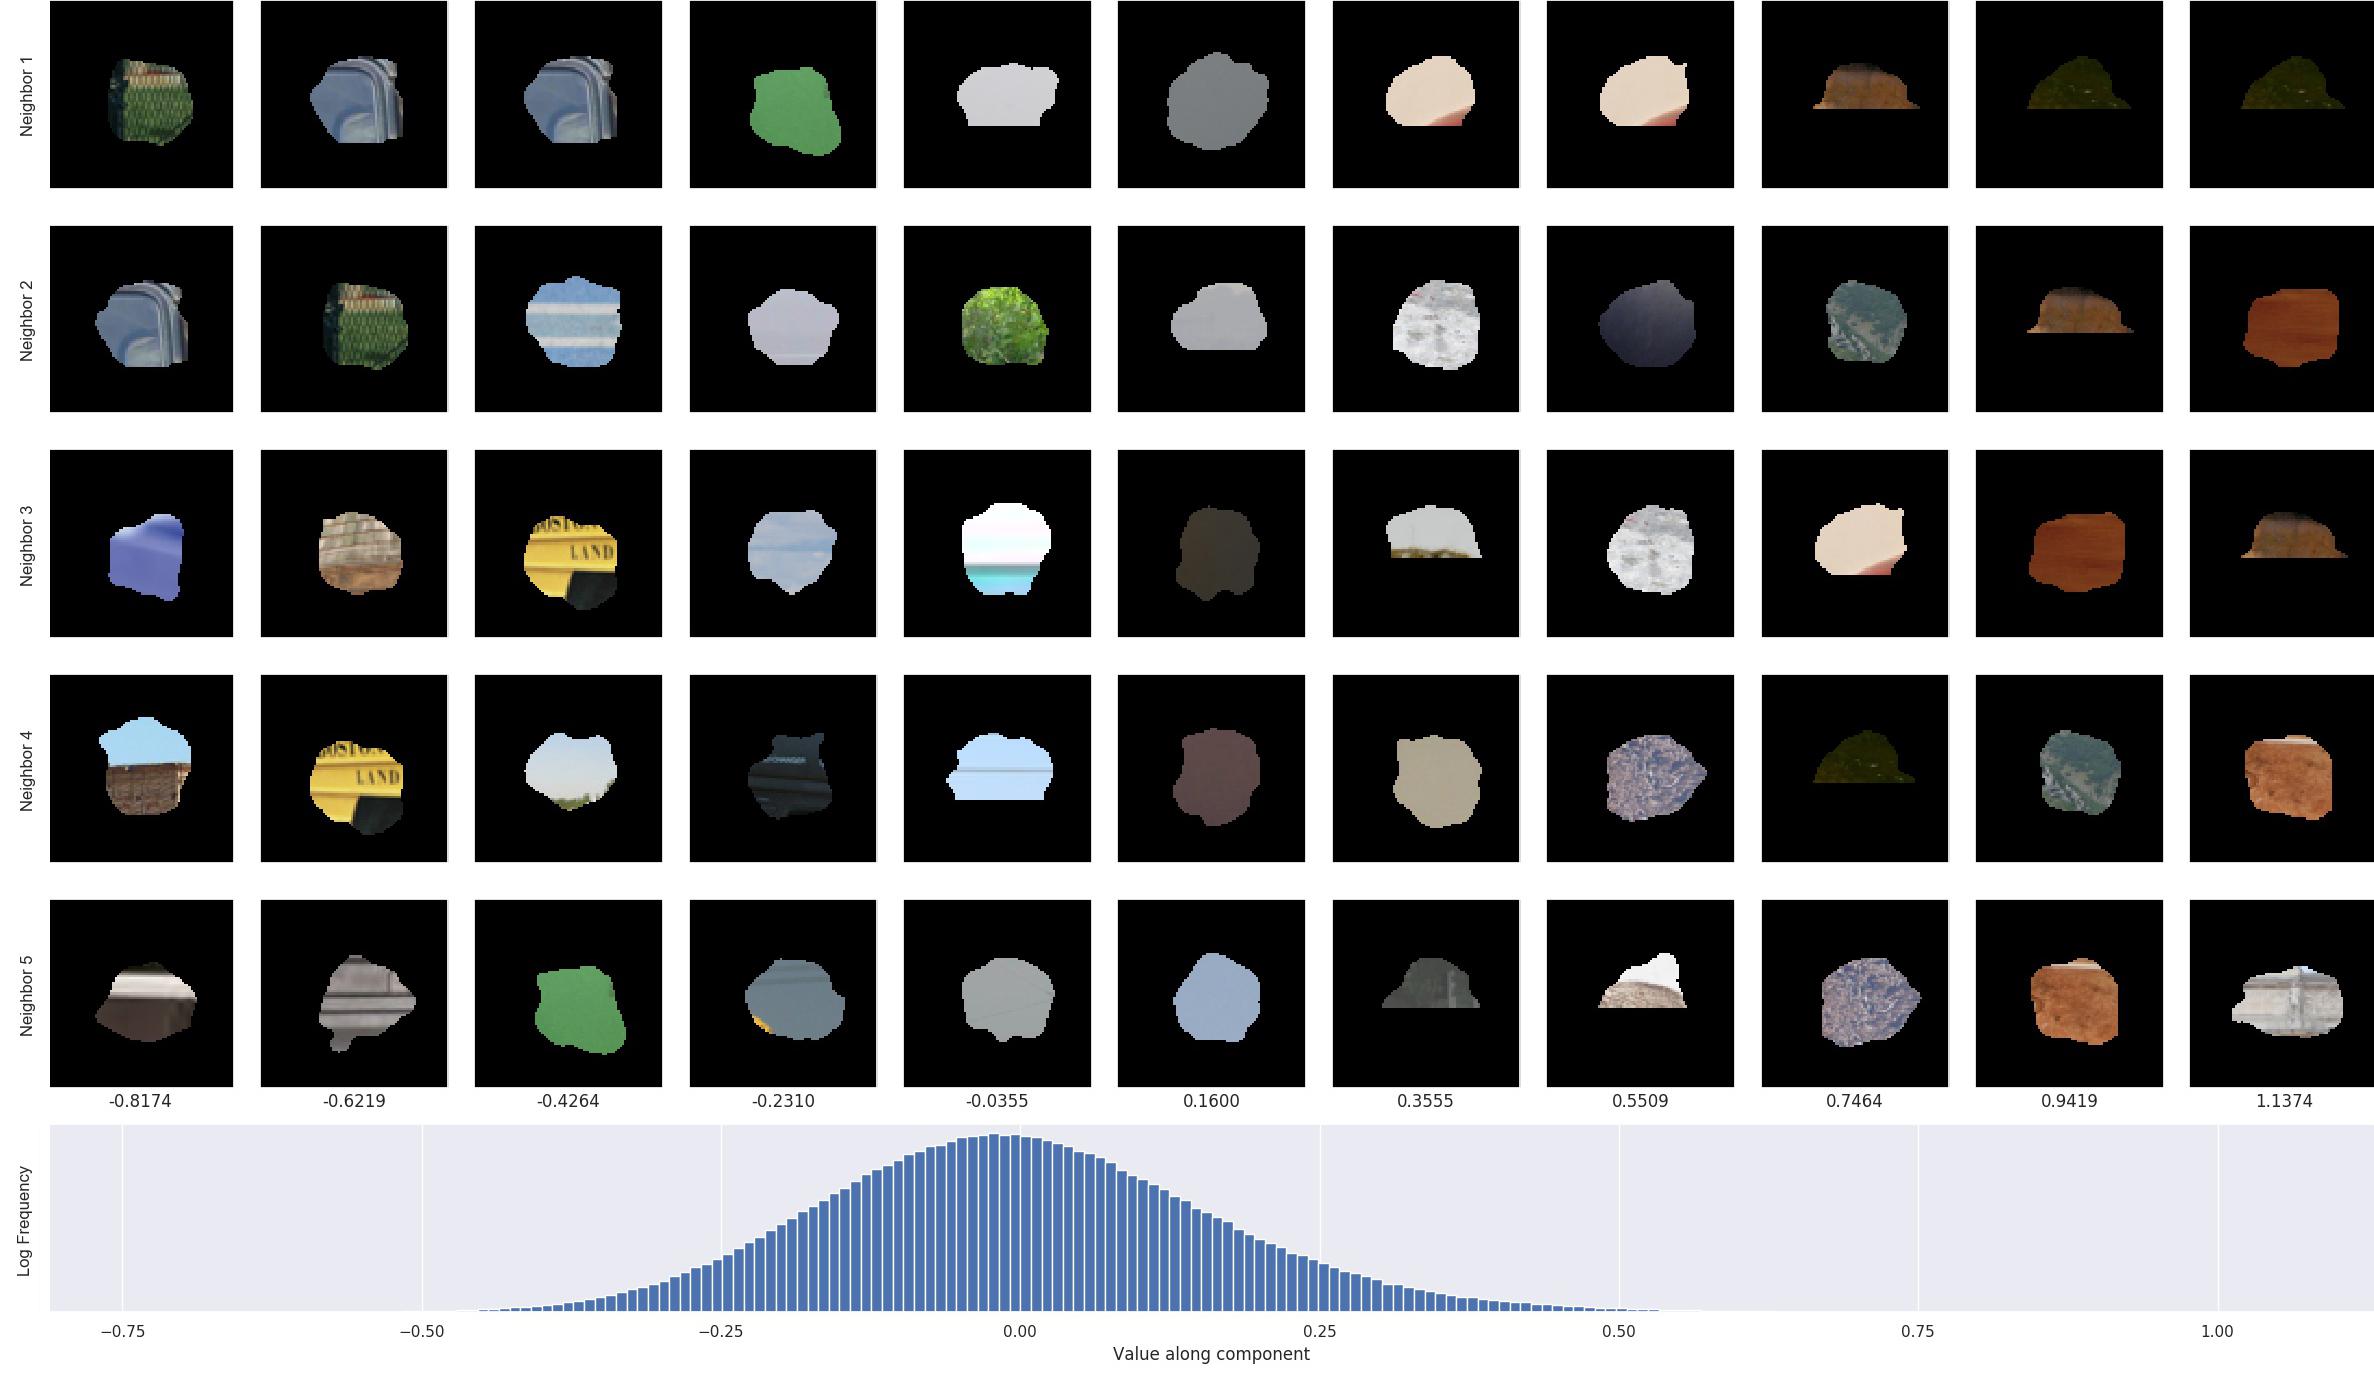 Neighbor 1
Neighbor 2
Neighbor 3
OSTON
LAND
Neighbor 4
OSTON
LAND
Neighbor 5
-0.8174 -0.6219 -0.4264 -0.2310 -0.0355 0.1600 0.3555 0.5509 0.7464 0.9419 1.1374
Log Frequency
−0.75 −0.50 −0.25 0.00 0.25 0.50 0.75 1.00
Value along component